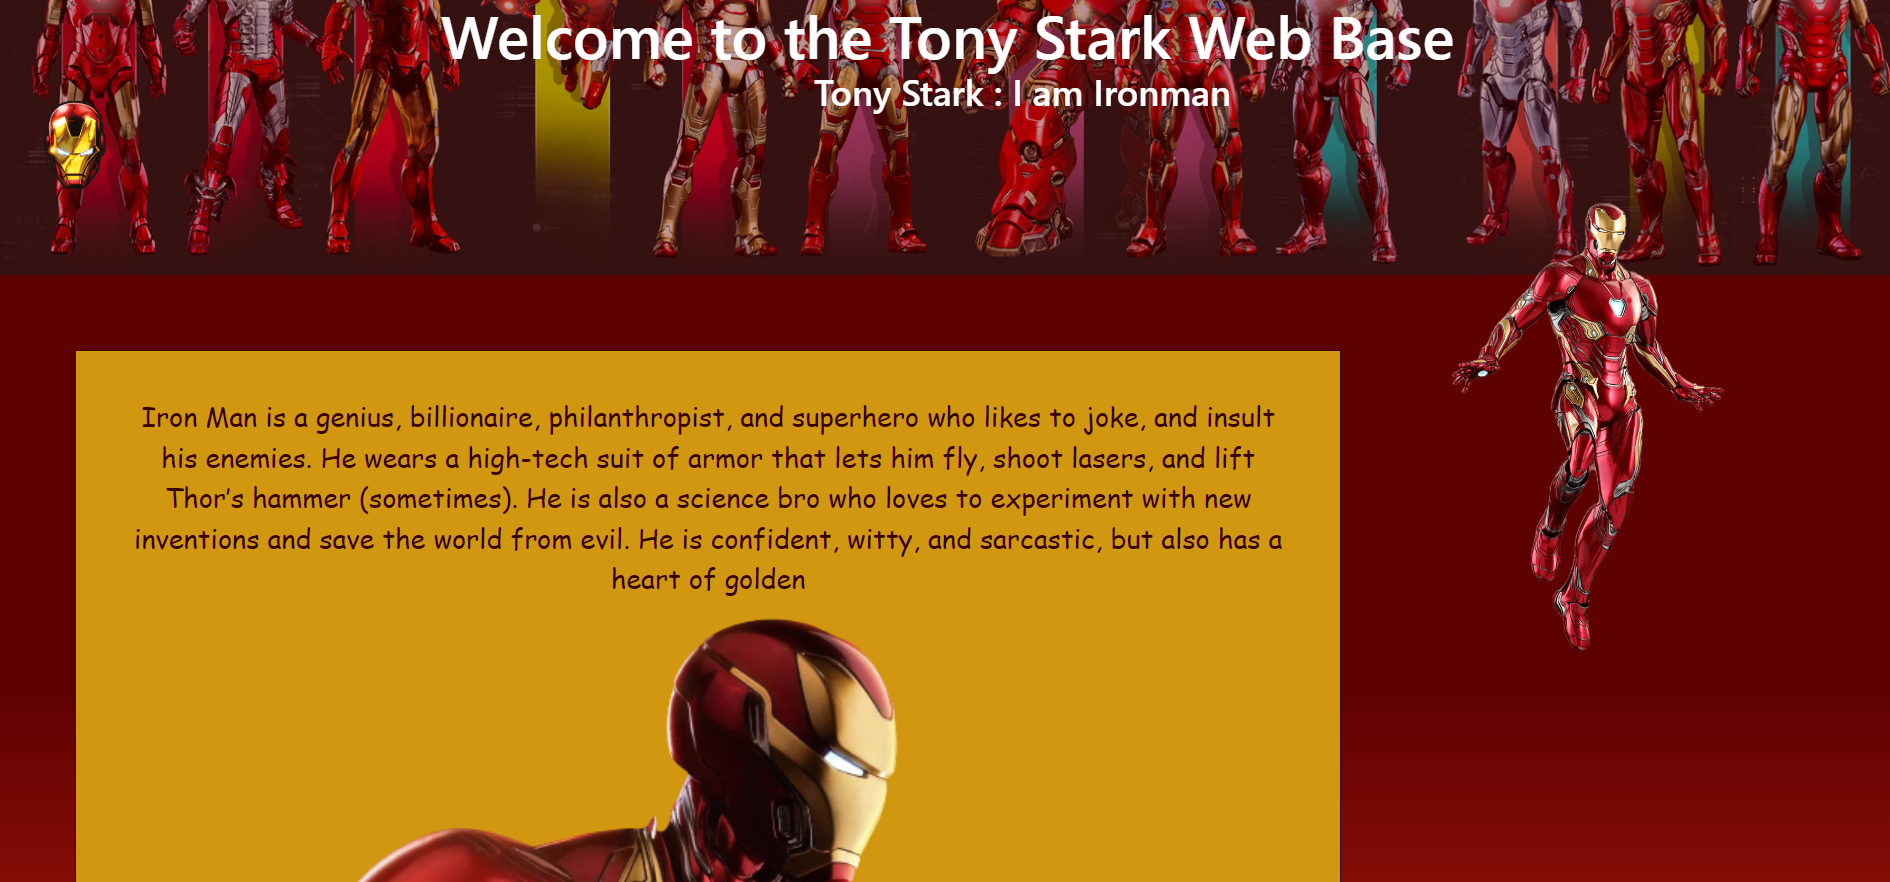 Welcome to the Tony Stark Web Base
Tony Stark : I am Ironman
Iron Man is a genius, billionaire, philanthropist, and superhero who likes to joke, and insult
his enemies. He wears a high-tech suit of armor that lets him fly, shoot lasers, and lift
Thor's hammer (sometimes). He is also a science bro who loves to experiment with new
inventions and save the world from evil. He is confident, witty, and sarcastic, but also has a
heart of golden